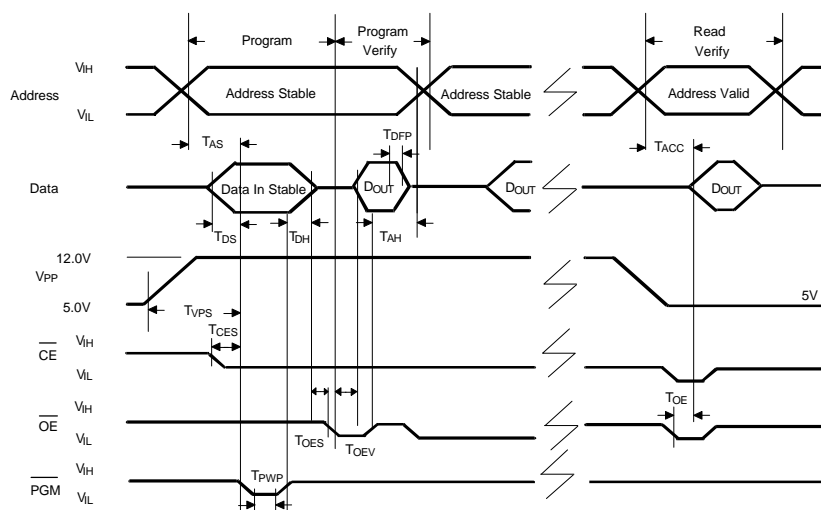 Program
Program
Verify
Read
Verify
VIH
Address
Address Stable
Address Stable
Address Valid
VIL
TAS
TDFP
TACC
Data
Data In Stable
DOUT
DOUT
DOUT
TDS
TDH
TAH
12.0V
VPP
5.0V
5V
TVPS
TCES
VIH
CE
VIL
TOE
VIH
OE
VIL
TOES
TOEV
VIH
TPWP
PGM
VIL